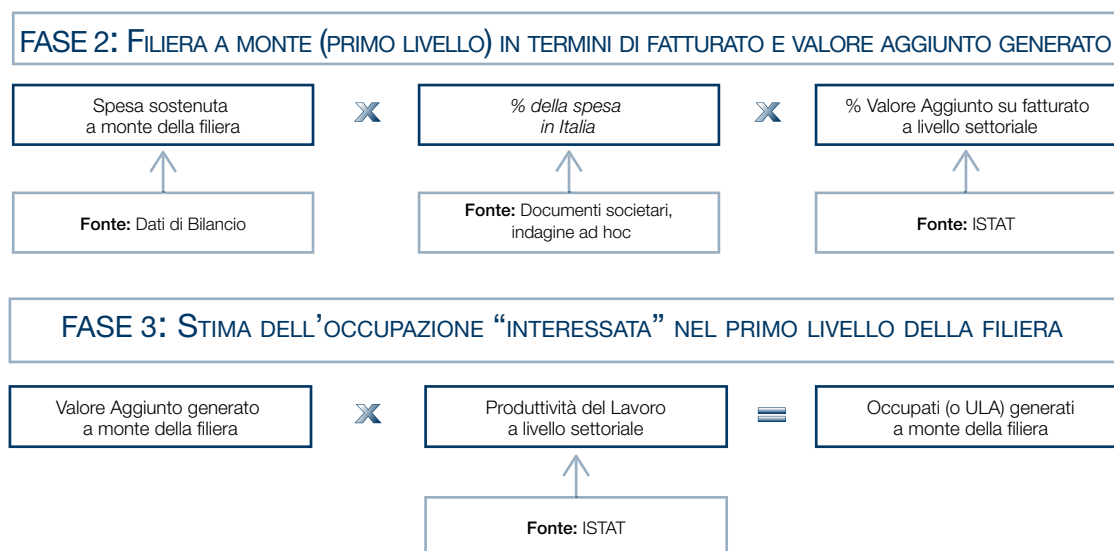 FASE 2: FILIERA A MONTE (PRIMO LIVELLO) IN TERMINI DI FATTURATO E VALORE AGGIUNTO GENERATO
Spesa sostenuta
a monte della filiera
X
% della spesa
in Italia
X
% Valore Aggiunto su fatturato
a livello settoriale
Fonte: Dati di Bilancio
Fonte: Documenti societari,
indagine ad hoc
Fonte: ISTAT
FASE 3: STIMA DELL'OCCUPAZIONE “INTERESSATA” NEL PRIMO LIVELLO DELLA FILIERA
Valore Aggiunto generato
a monte della filiera
X
Produttività del Lavoro
a livello settoriale
=
Occupati (o ULA) generati
a monte della filiera
Fonte: ISTAT